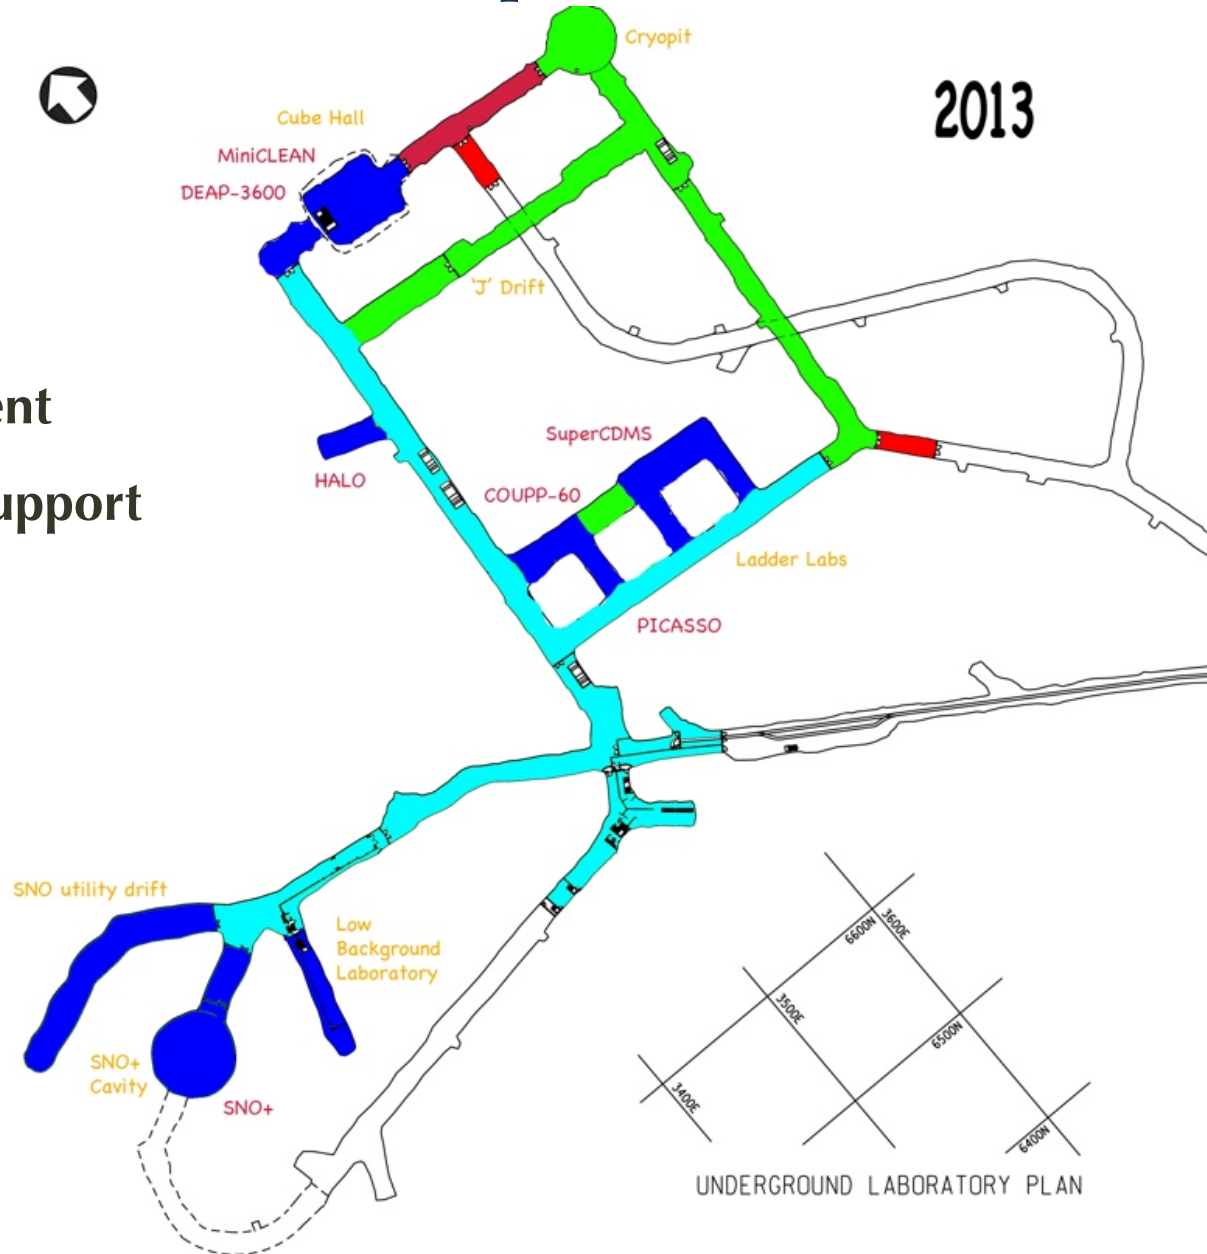 Cryopit
2013
Cube Hall
MiniCLEAN
DEAP-3600
'J' Drift
ent
SuperCDMS
HALO
COUPP-60
upport
Ladder Labs
PICASSO
SNO utility drift
Low
Background
Laboratory
6600N
3600E
3500E
6500N
SNO+
Cavity
3400E
SNO+
6400N
UNDERGROUND LABORATORY PLAN